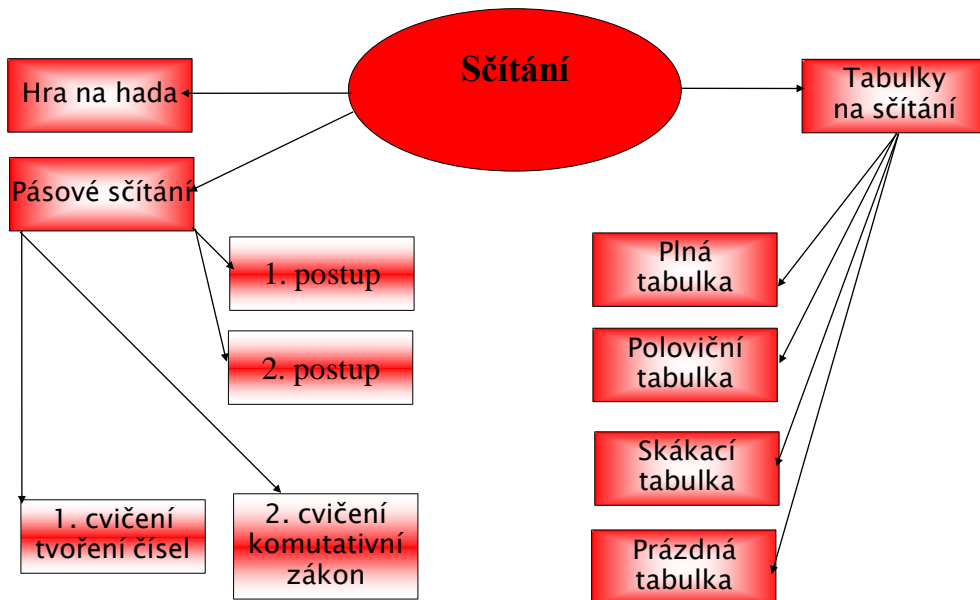 Sčítání
Hra na hada
Tabulky
na sčítání
Pásové sčítání
1. postup
2. postup
Plná
tabulka
Poloviční
tabulka
Skákací
tabulka
Prázdná
tabulka
1. cvičení
tvoření čísel
2. cvičení
komutativní
zákon